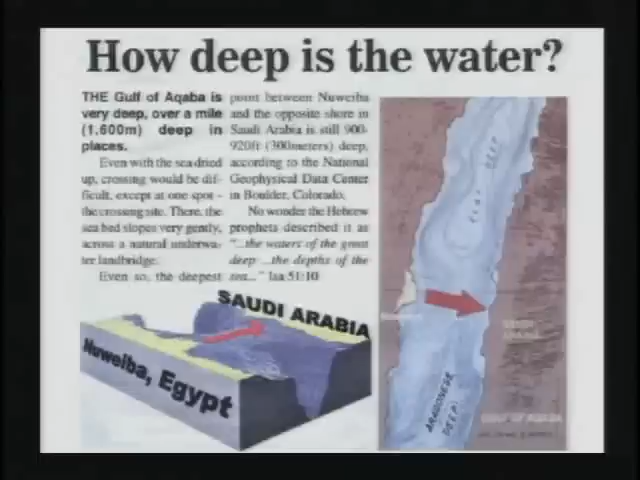 How deep is the water?
THE Gulf of Aqaba is
very deep, over a mile
(1,600m) deep in
places.
Even with the sea dried
up, crossing would be dif-
ficult, except at one spot -
the crossing site. There, the
sea bed slopes very gently,
across a natural underwa-
ter landbridge.
Even so, the deepest
point between Nuweiba
and the opposite shore in
Saudi Arabia is still 900-
920ft (300meters) deep,
according to the National
Geophysical Data Center
in Boulder, Colorado.
No wonder the Hebrew
prophets described it as
"...the waters of the great
deep ...the depths of the
sea..." Isa 51:10
SAUDI ARABIA
Nuweiba, Egypt
DEEP
SAUDI
ARABIA
ARAGONESE
DEEP
GULF OF AQABA